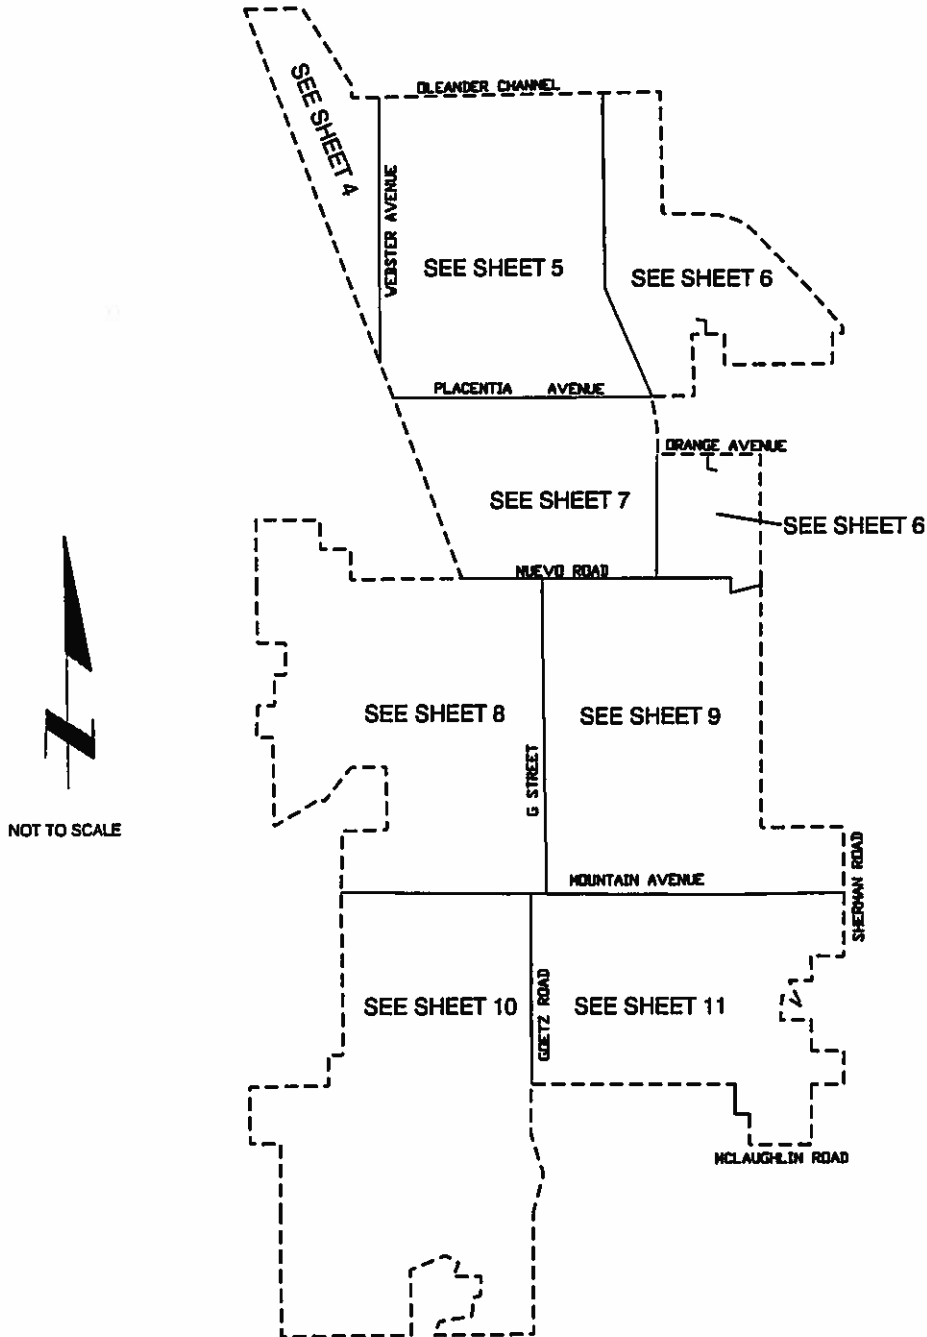 OLEANDER CHANNEL
SEE SHEET 4
WEBSTER AVENUE
SEE SHEET 5
SEE SHEET 6
PLACENTIA AVENUE
ORANGE AVENUE
SEE SHEET 7
SEE SHEET 6
NUEVO ROAD
SEE SHEET 8
SEE SHEET 9
G STREET
N
NOT TO SCALE
MOUNTAIN AVENUE
SHERMAN ROAD
SEE SHEET 10
GOETZ ROAD
SEE SHEET 11
MCLAUGHLIN ROAD